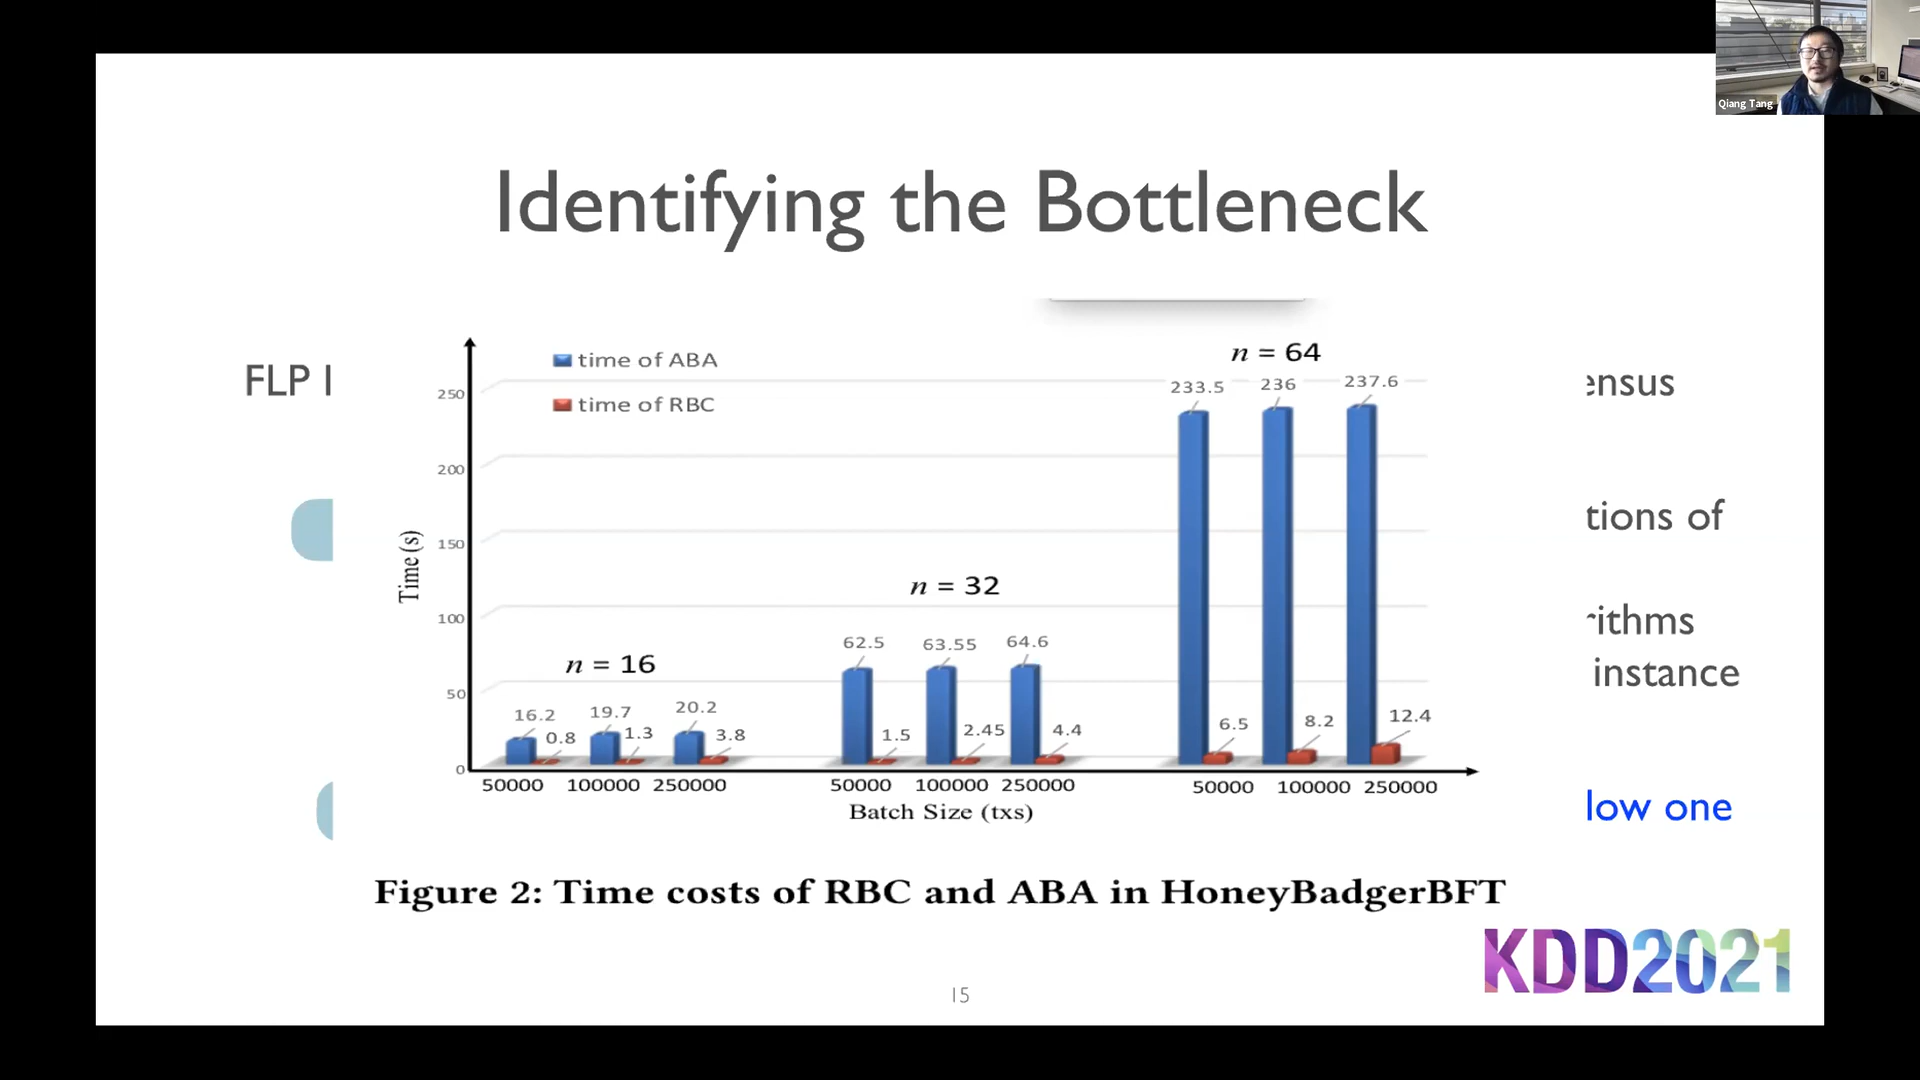 Qiang Tang
Identifying the Bottleneck
FLP I
ensus
tions of
rithms
instance
low one
time of ABA
time of RBC
Time (s)
250
200
150
100
50
0
n = 16
16.2
0.8
19.7
1.3
20.2
3.8
n = 32
62.5
1.5
63.55
2.45
64.6
4.4
n = 64
233.5
6.5
236
8.2
237.6
12.4
50000 100000 250000
50000 100000 250000
50000 100000 250000
Batch Size (txs)
Figure 2: Time costs of RBC and ABA in HoneyBadgerBFT
KDD2021
15